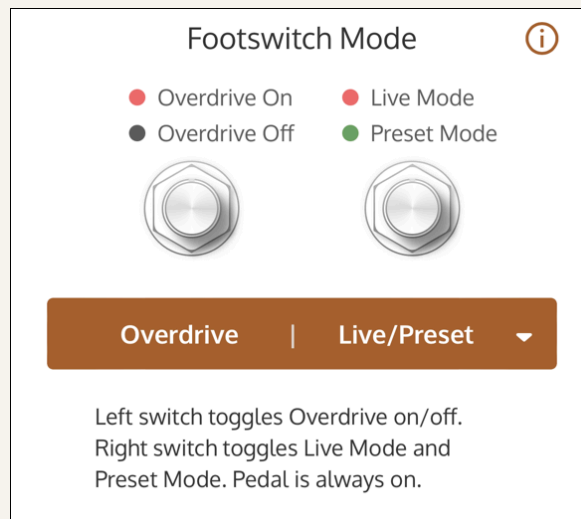 Footswitch Mode
Overdrive On
Live Mode
Overdrive Off
Preset Mode
Overdrive | Live/Preset
Left switch toggles Overdrive on/off.
Right switch toggles Live Mode and
Preset Mode. Pedal is always on.